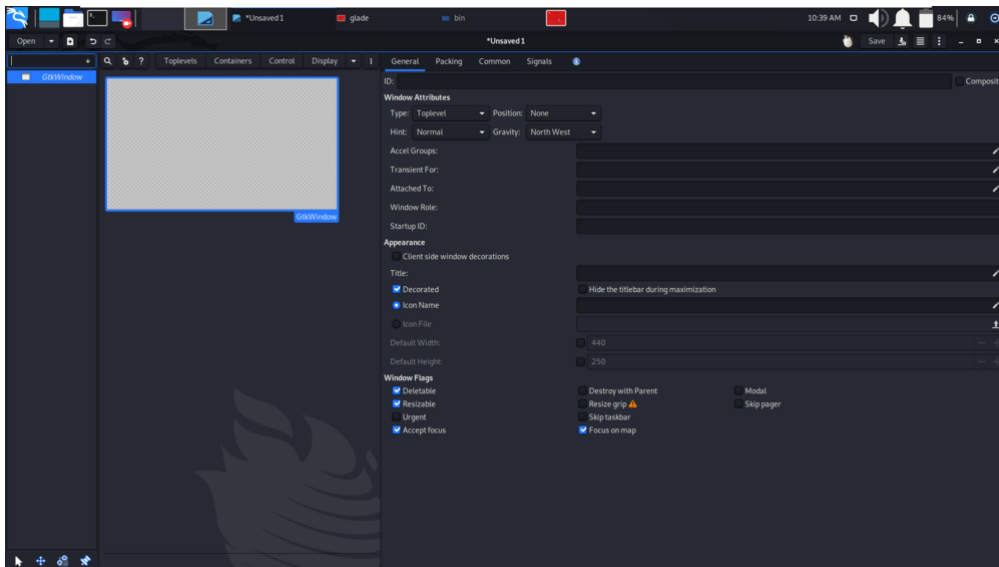 *Unsaved1 glade bin 10:39 AM 84%
Open *Unsaved1 Save
Toplevels Containers Control Display General Packing Common Signals
GtkWindow
GtkWindow
ID: Composit
Window Attributes
Type: Toplevel Position: None
Hint: Normal Gravity: North West
Accel Groups:
Transient For:
Attached To:
Window Role:
Startup ID:
Appearance
Client side window decorations
Title:
Decorated Hide the titlebar during maximization
Icon Name
Icon File
Default Width: 440
Default Height: 250
Window Flags
Deletable Destroy with Parent Modal
Resizable Resize grip Skip pager
Urgent Skip taskbar
Accept focus Focus on map